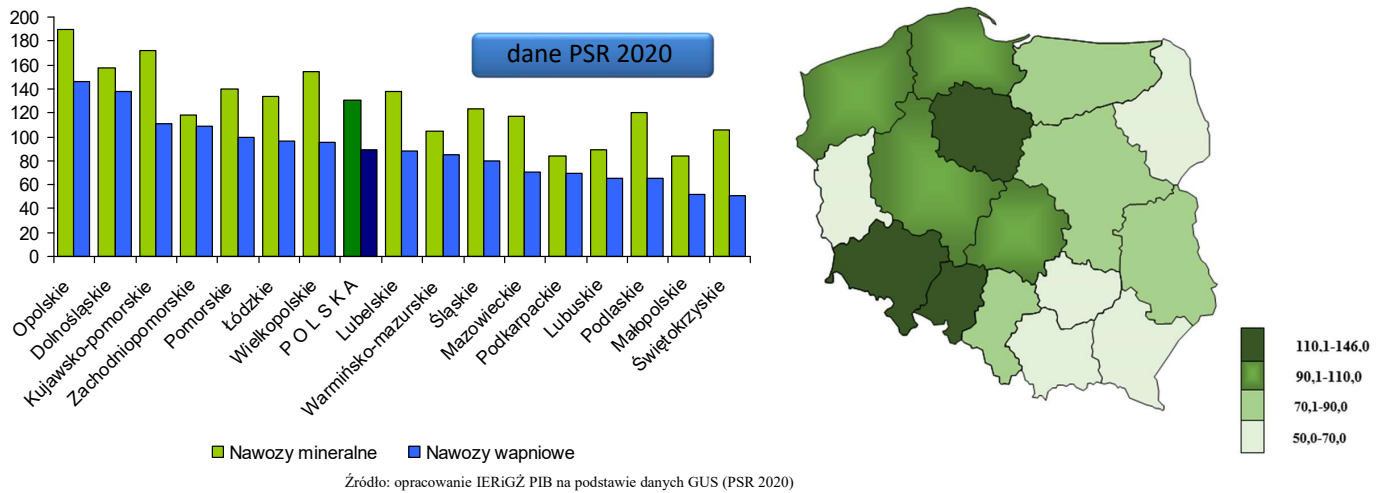 200
180
160
140
120
100
80
60
40
20
0
dane PSR 2020
Opolskie
Dolnośląskie
Kujawsko-pomorskie
Zachodniopomorskie
Pomorskie
Łódzkie
Wielkopolskie
P O L S K A
Lubelskie
Warmińsko-mazurskie
Śląskie
Mazowieckie
Podkarpackie
Lubuskie
Podlaskie
Małopolskie
Świętokrzyskie
Nawozy mineralne
Nawozy wapniowe
110,1-146,0
90,1-110,0
70,1-90,0
50,0-70,0
Źródło: opracowanie IERiGŻ PIB na podstawie danych GUS (PSR 2020)